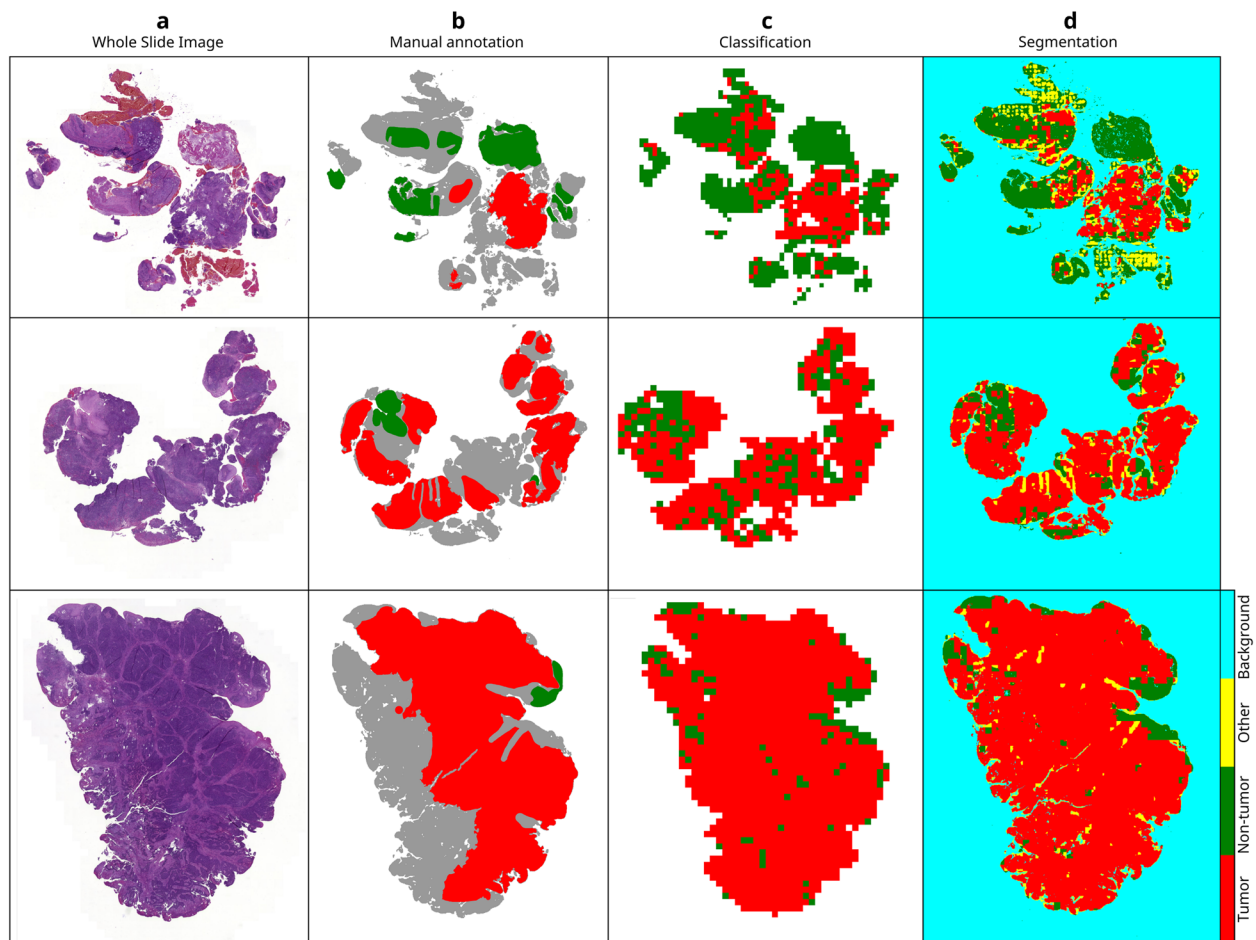 a
Whole Slide Image
b
Manual annotation
c
Classification
d
Segmentation
Background
Other
Non-tumor
Tumor